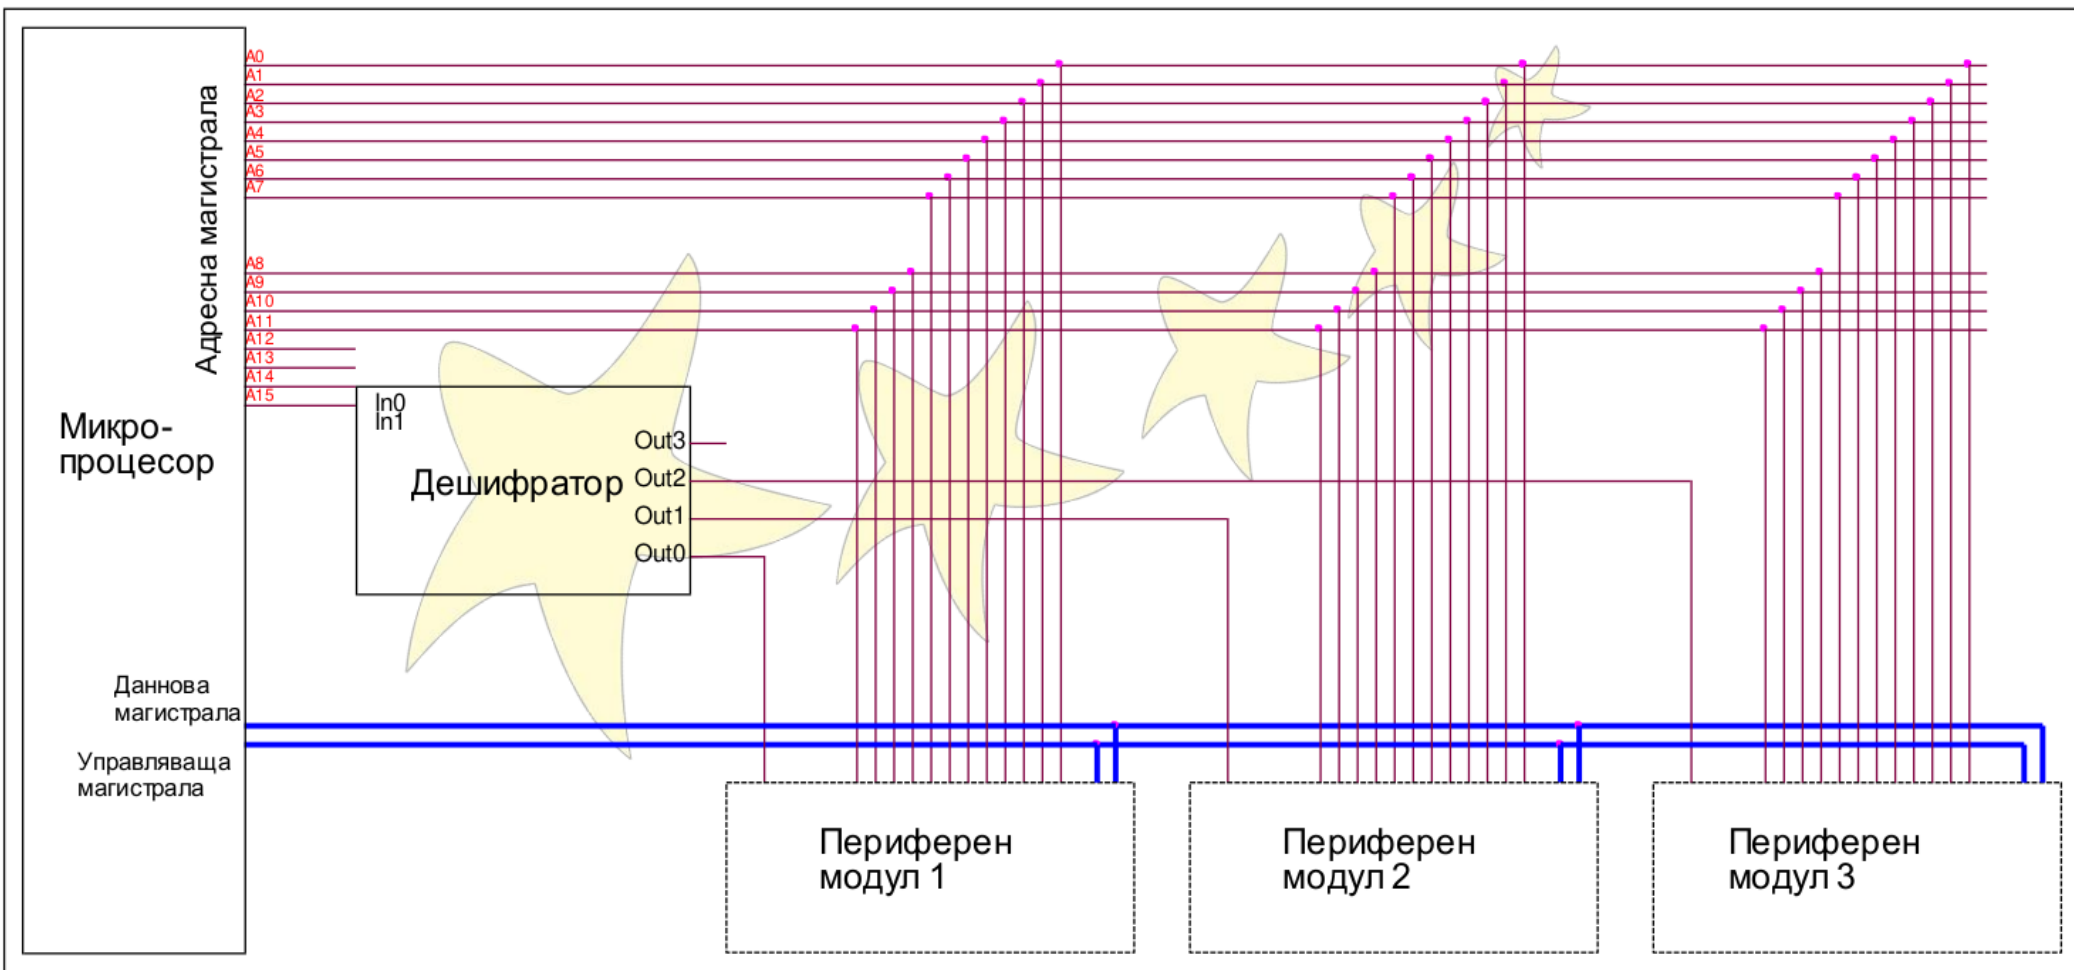 A0
A1
A2
A3
A4
A5
A6
A7
Адресна магистрала
A8
A9
A10
A11
A12
A13
A14
A15
In0
In1
Микро-
процесор
Out3
Дешифратор
Out2
Out1
Out0
Даннова
магистрала
Управляваща
магистрала
Периферен
модул 1
Периферен
модул 2
Периферен
модул 3